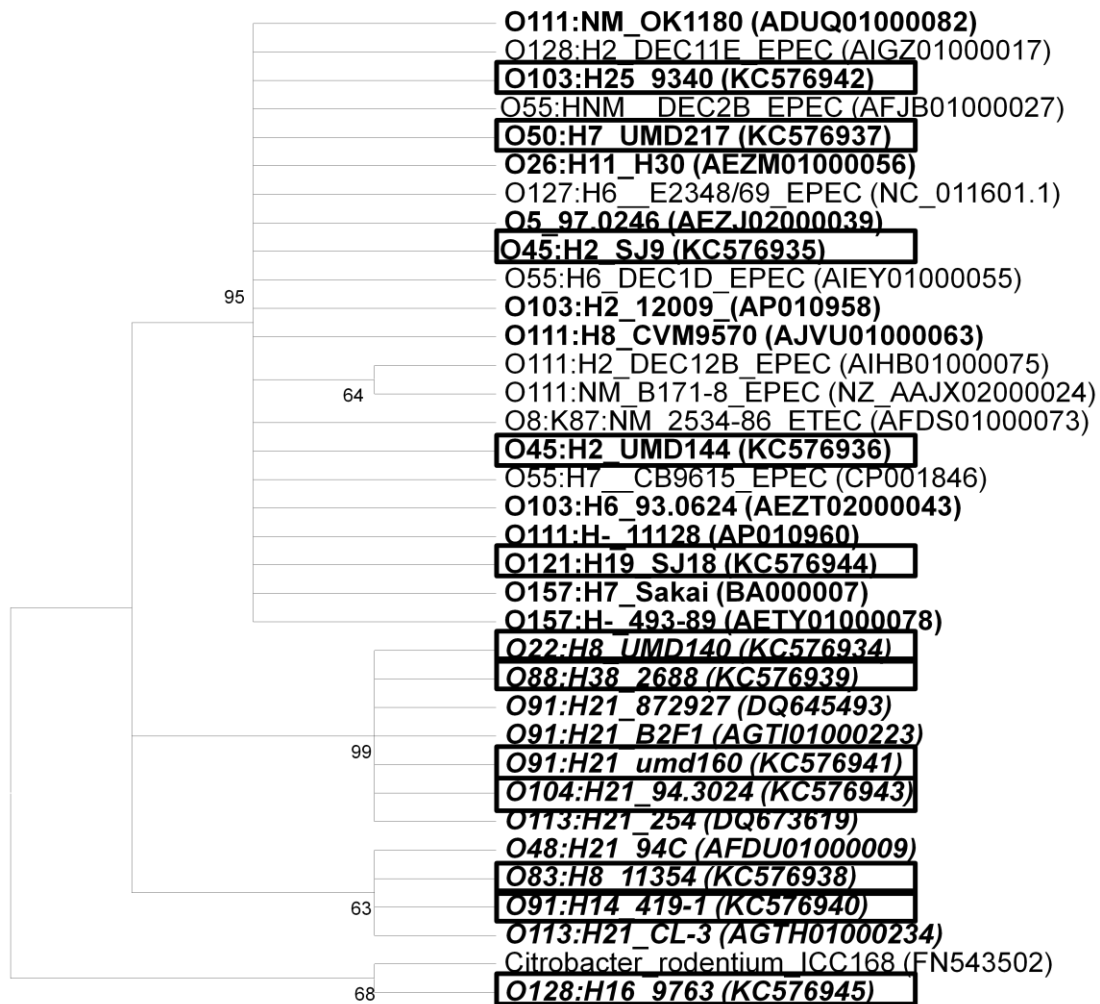 O111:NM_OK1180 (ADUQ01000082)
O128:H2_DEC11E_EPEC (AIGZ01000017)
O103:H25_9340 (KC576942)
O55:HNM__DEC2B_EPEC (AFJB01000027)
O50:H7_UMD217 (KC576937)
O26:H11_H30 (AEZM01000056)
O127:H6__E2348/69_EPEC (NC_011601.1)
O5_97.0246 (AEZJ02000039)
O45:H2_SJ9 (KC576935)
O55:H6_DEC1D_EPEC (AIEY01000055)
95
O103:H2_12009_(AP010958)
O111:H8_CVM9570 (AJVU01000063)
O111:H2_DEC12B_EPEC (AIHB01000075)
64
O111:NM_B171-8_EPEC (NZ_AAJX02000024)
O8:K87:NM_2534-86_ETEC (AFDS01000073)
O45:H2_UMD144 (KC576936)
O55:H7__CB9615_EPEC (CP001846)
O103:H6_93.0624 (AEZT02000043)
O111:H-_11128 (AP010960)
O121:H19_SJ18 (KC576944)
O157:H7_Sakai (BA000007)
O157:H-_493-89 (AETY01000078)
O22:H8_UMD140 (KC576934)
O88:H38_2688 (KC576939)
O91:H21_872927 (DQ645493)
O91:H21_B2F1 (AGTI01000223)
99
O91:H21_umd160 (KC576941)
O104:H21_94.3024 (KC576943)
O113:H21_254 (DQ673619)
O48:H21_94C (AFDU01000009)
O83:H8_11354 (KC576938)
63
O91:H14_419-1 (KC576940)
O113:H21_CL-3 (AGTH01000234)
Citrobacter_rodentium_ICC168 (FN543502)
68
O128:H16_9763 (KC576945)